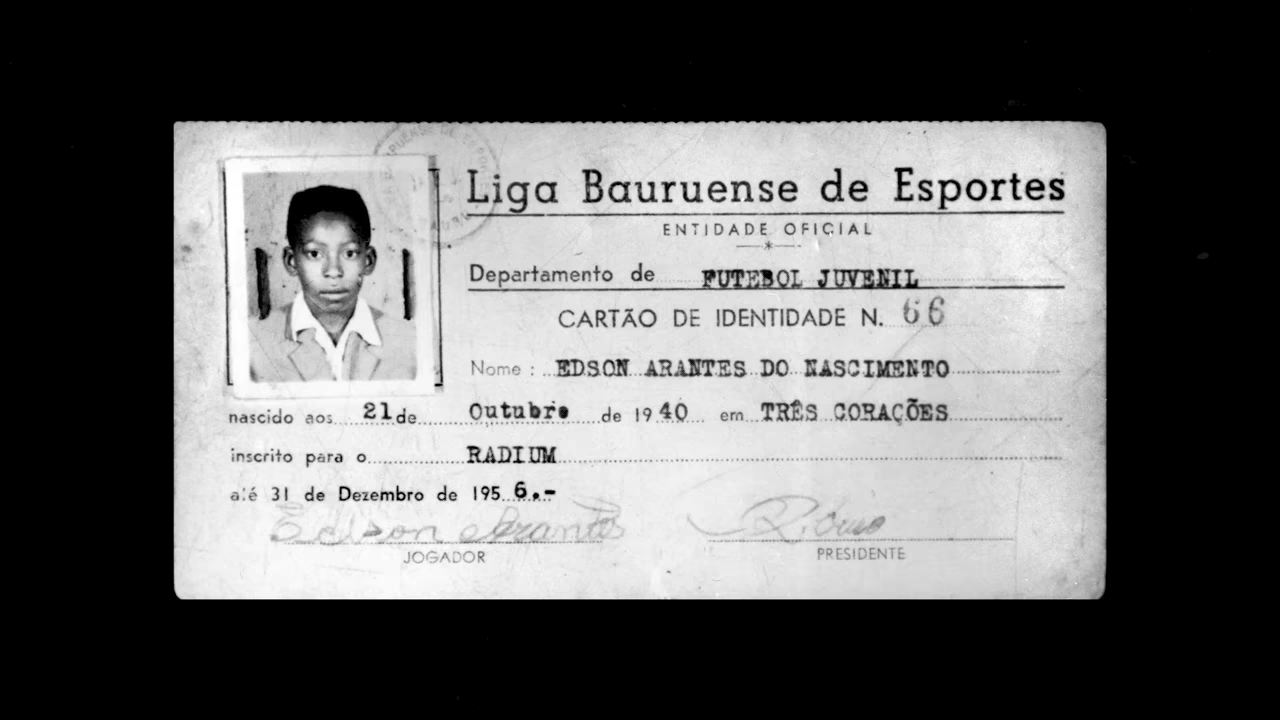 Liga Bauruense de Esportes
ENTIDADE OFICIAL
Departamento de FUTEBOL JUVENIL
CARTÃO DE IDENTIDADE N. 66
Nome : EDSON ARANTES DO NASCIMENTO
nascido aos 21 de Outubro de 1940 em TRÊS CORAÇÕES
inscrito para o RADIUM
até 31 de Dezembro de 1956.-
Edson Arantes
JOGADOR
PRESIDENTE